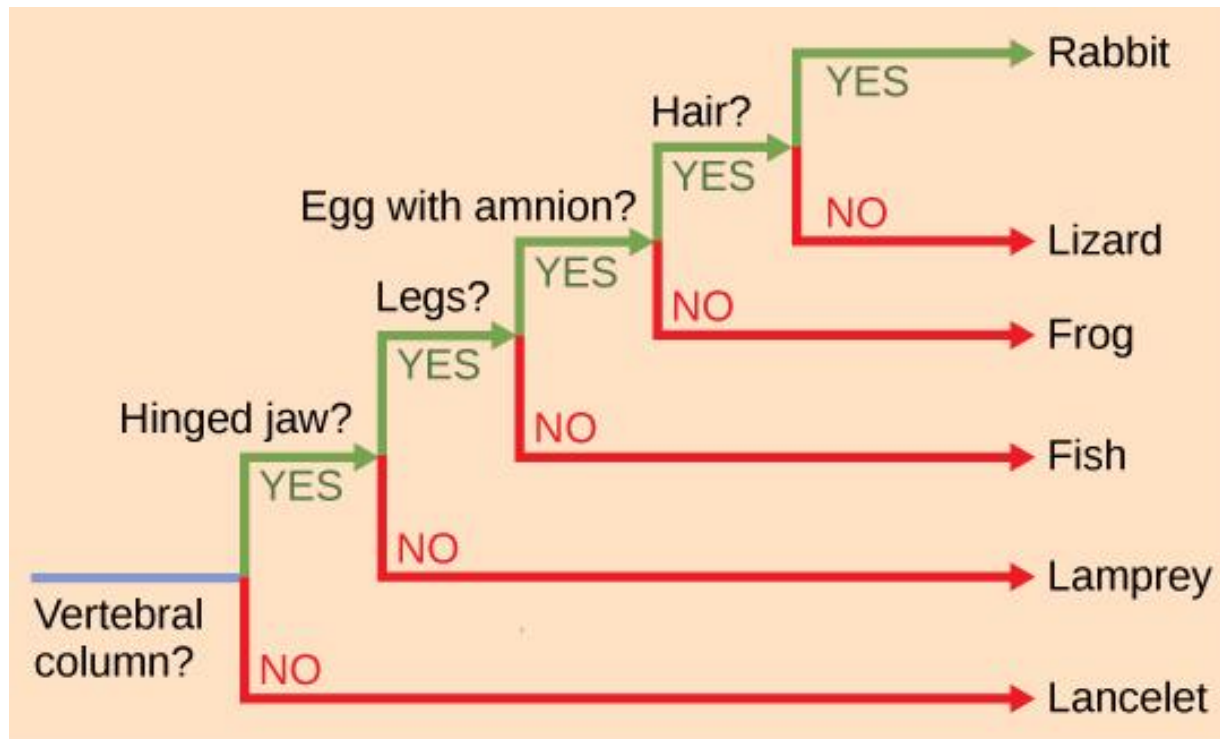 Rabbit
YES
Hair?
YES
NO
Lizard
Egg with amnion?
YES
NO
Frog
Legs?
YES
NO
Fish
Hinged jaw?
YES
NO
Lamprey
Vertebral
column?
NO
Lancelet